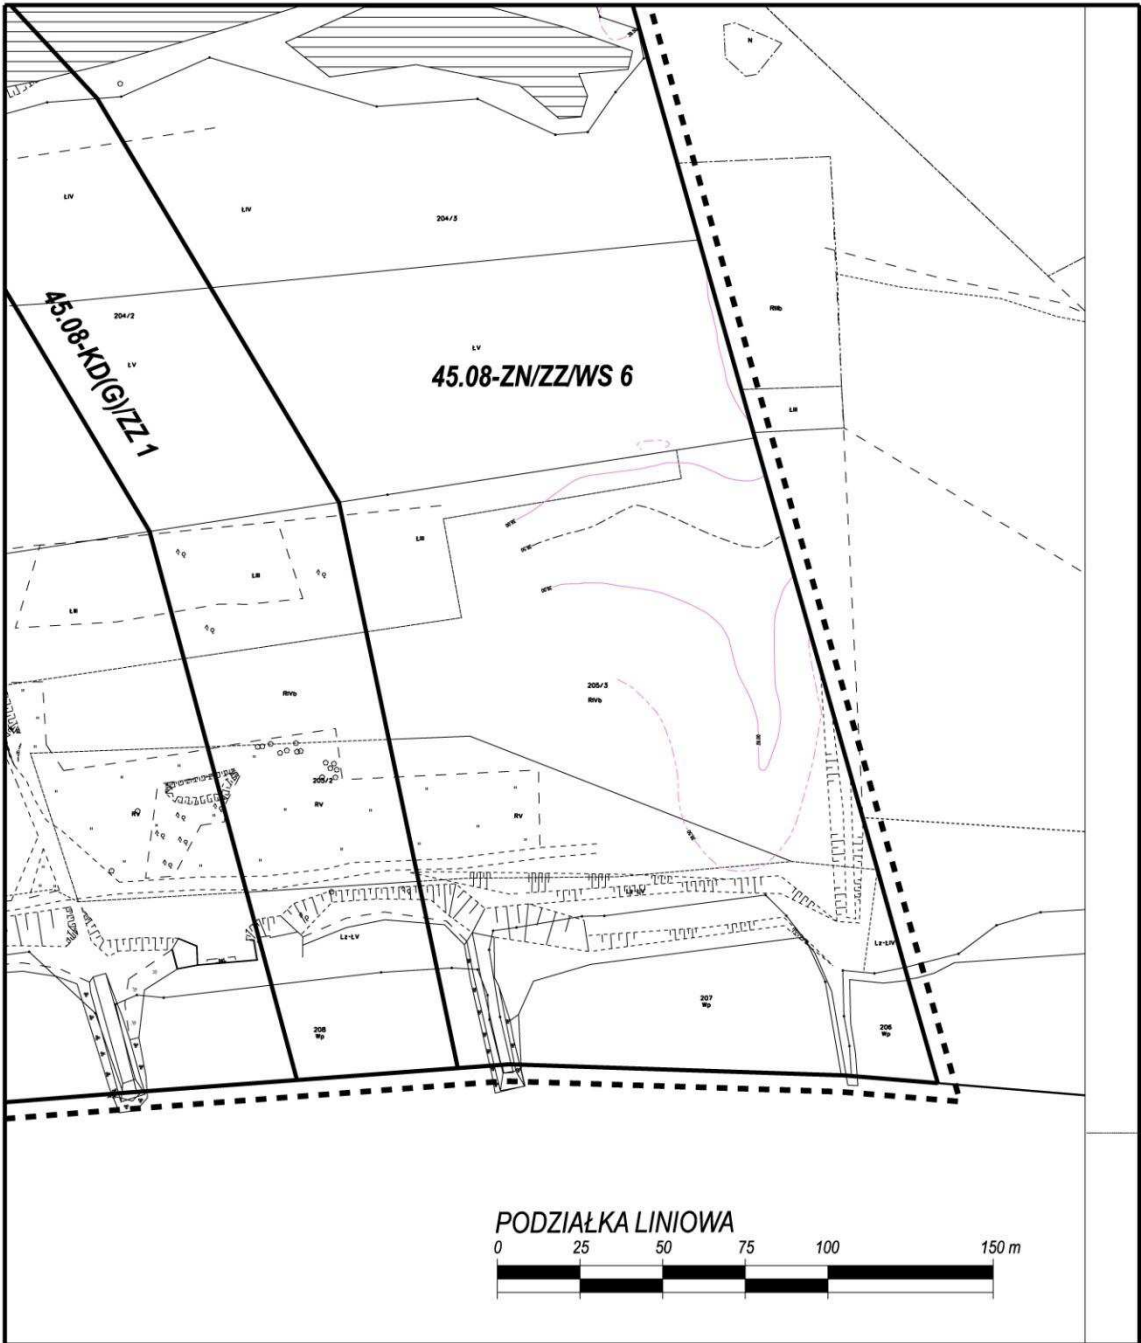 N
ŁIV
ŁIV
204/3
45.08-KD(G)/ZZ 1
204/2
ŁV
ŁV
45.08-ZN/ZZ/WS 6
RIIIb
ŁIII
ŁIII
ŁIII
ŁIII
RIVb
205/3
RIVb
205/2
RV
RV
RV
Lz-ŁV
Lz-ŁIV
208
Wp
207
Wp
206
Wp
PODZIAŁKA LINIOWA
0 25 50 75 100 150 m